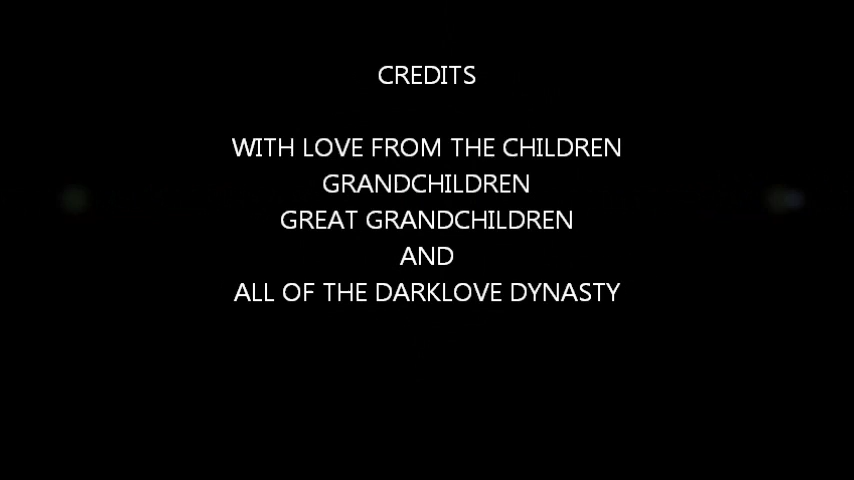 CREDITS
WITH LOVE FROM THE CHILDREN
GRANDCHILDREN
GREAT GRANDCHILDREN
AND
ALL OF THE DARKLOVE DYNASTY